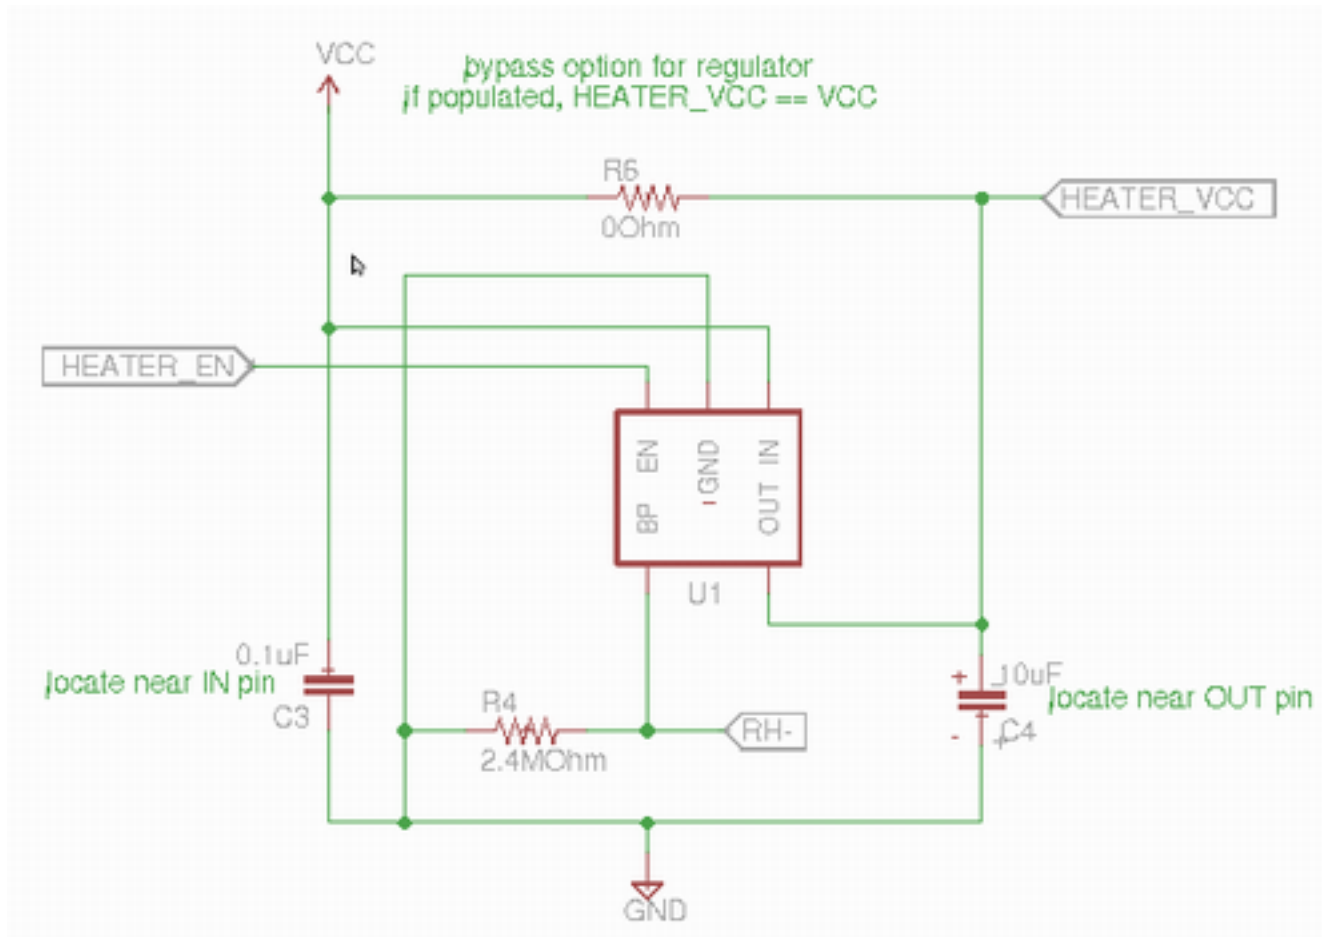 VCC
bypass option for regulator
if populated, HEATER_VCC == VCC
R6
0Ohm
HEATER_VCC
HEATER_EN
EN
GND
IN
BP
OUT
U1
0.1uF
locate near IN pin
C3
R4
2.4MOhm
RH-
+
10uF
locate near OUT pin
-
C4
GND